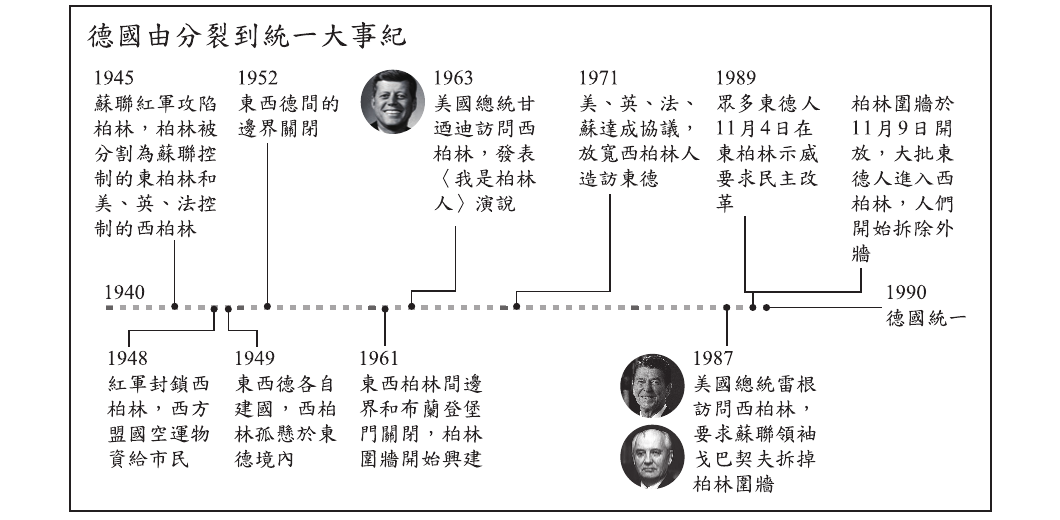 德國由分裂到統一大事紀
1945
蘇聯紅軍攻陷
柏林，柏林被
分割為蘇聯控
制的東柏林和
美、英、法控
制的西柏林
1952
東西德間的
邊界關閉
1963
美國總統甘
迺迪訪問西
柏林，發表
〈我是柏林
人〉演說
1971
美、英、法、
蘇達成協議，
放寬西柏林人
造訪東德
1989
眾多東德人
11月4日在
東柏林示威
要求民主改
革
柏林圍牆於
11月9日開
放，大批東
德人進入西
柏林，人們
開始拆除外
牆
1940
1990
德國統一
1948
紅軍封鎖西
柏林，西方
盟國空運物
資給市民
1949
東西德各自
建國，西柏
林孤懸於東
德境內
1961
東西柏林間邊
界和布蘭登堡
門關閉，柏林
圍牆開始興建
1987
美國總統雷根
訪問西柏林，
要求蘇聯領袖
戈巴契夫拆掉
柏林圍牆